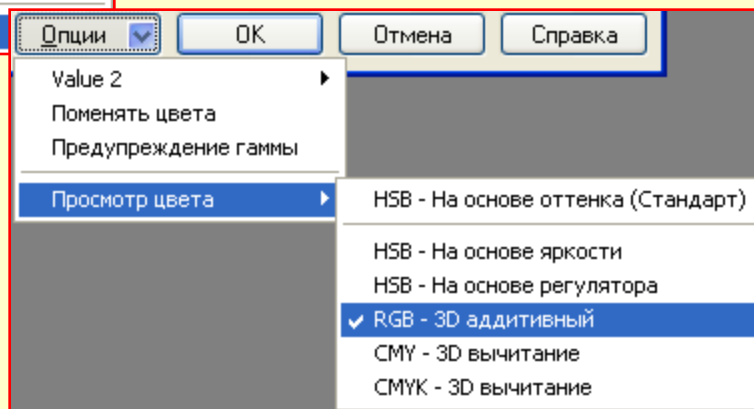 Опции
OK
Отмена
Справка
Value 2
Поменять цвета
Предупреждение гаммы
Просмотр цвета
HSB - На основе оттенка (Стандарт)
HSB - На основе яркости
HSB - На основе регулятора
RGB - 3D аддитивный
CMY - 3D вычитание
CMYK - 3D вычитание